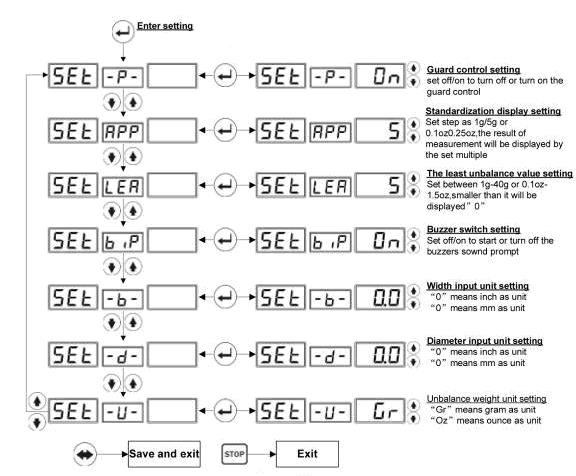 Enter setting
SEt -P- SEt -P- On
Guard control setting
set off/on to turn off or turn on the
guard control
SEt APP SEt APP 5
Standardization display setting
Set step as 1g/5g or
0.1oz0.25oz,the result of
measurement will be displayed by
the set multiple
SEt LEA SEt LEA 5
The least unbalance value setting
Set between 1g-40g or 0.1oz-
1.5oz,smaller than it will be
displayed”0”
SEt biP SEt biP On
Buzzer switch setting
Set off/on to start or turn off the
buzzers sownd prompt
SEt -b- SEt -b- 0.0
Width input unit setting
“0”means inch as unit
“0”means mm as unit
SEt -d- SEt -d- 0.0
Diameter input unit setting
“0”means inch as unit
“0”means mm as unit
SEt -U- SEt -U- Gr
Unbalance weight unit setting
“Gr”means gram as unit
“Oz”means ounce as unit
Save and exit STOP Exit